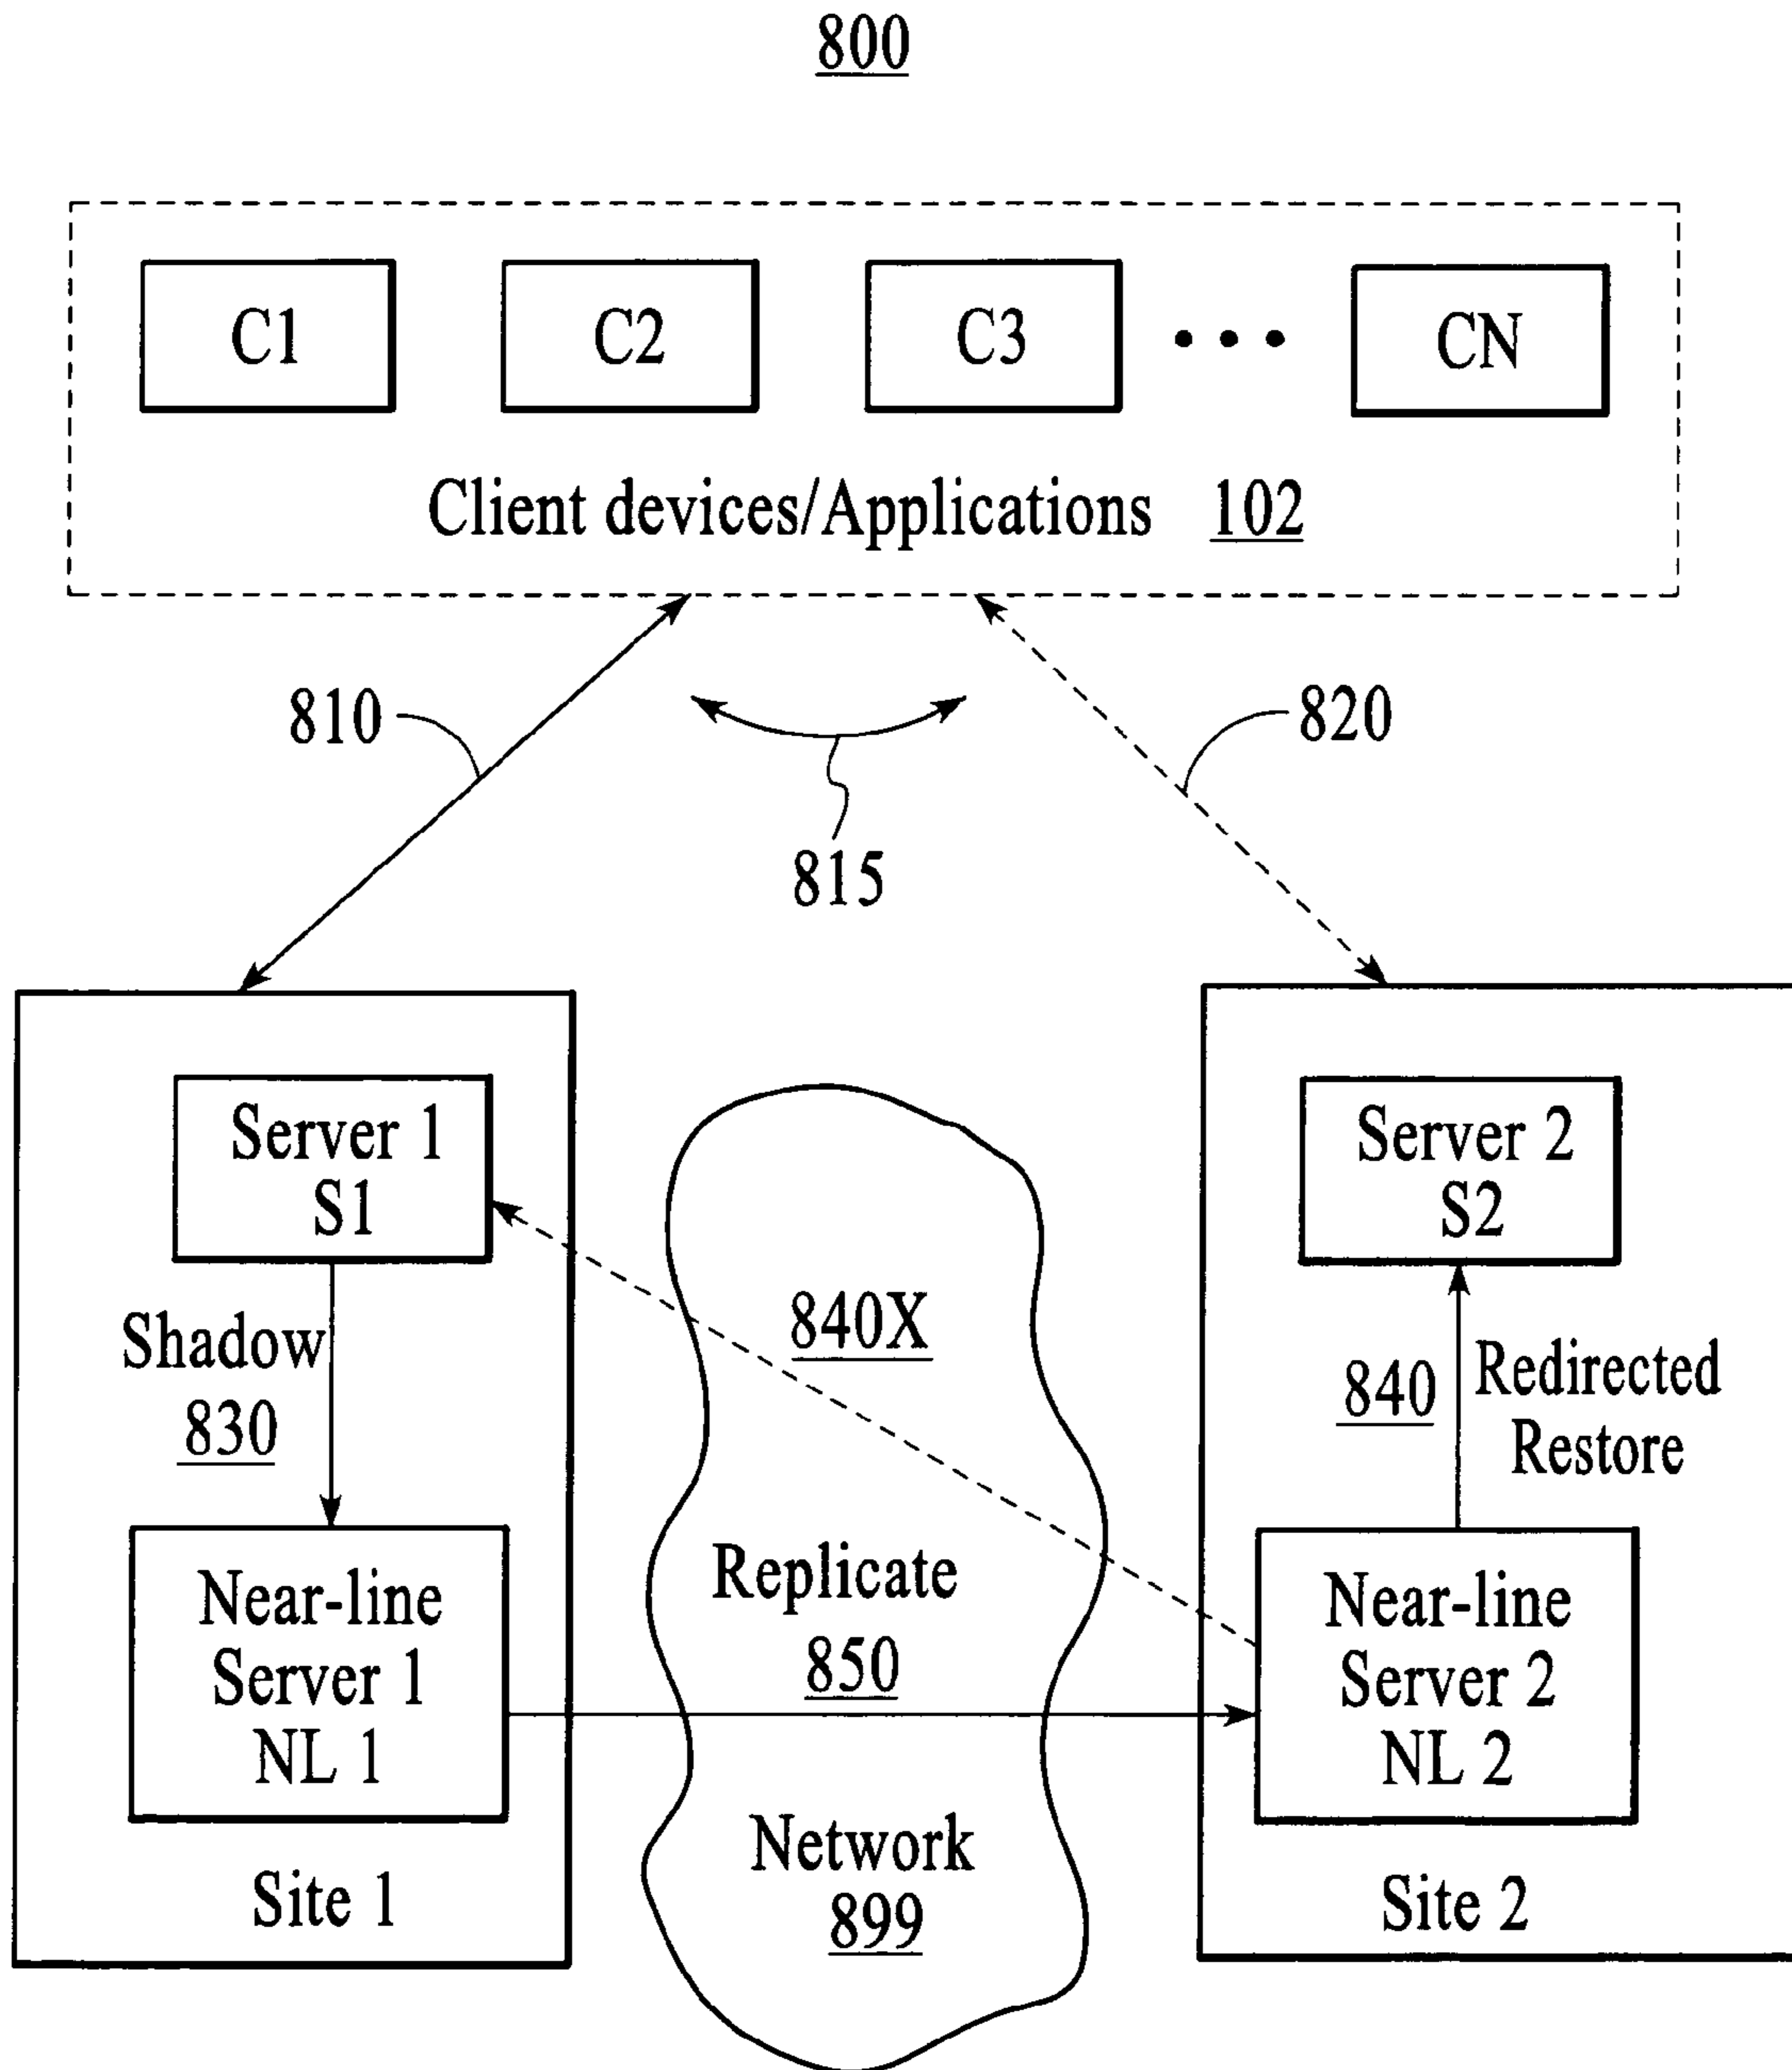 800
C1
C2
C3
CN
Client devices/Applications 102
810
820
815
Server 1
S1
Shadow
830
Near-line
Server 1
NL 1
Site 1
840X
Replicate
850
Network
899
Server 2
S2
840
Redirected
Restore
Near-line
Server 2
NL 2
Site 2